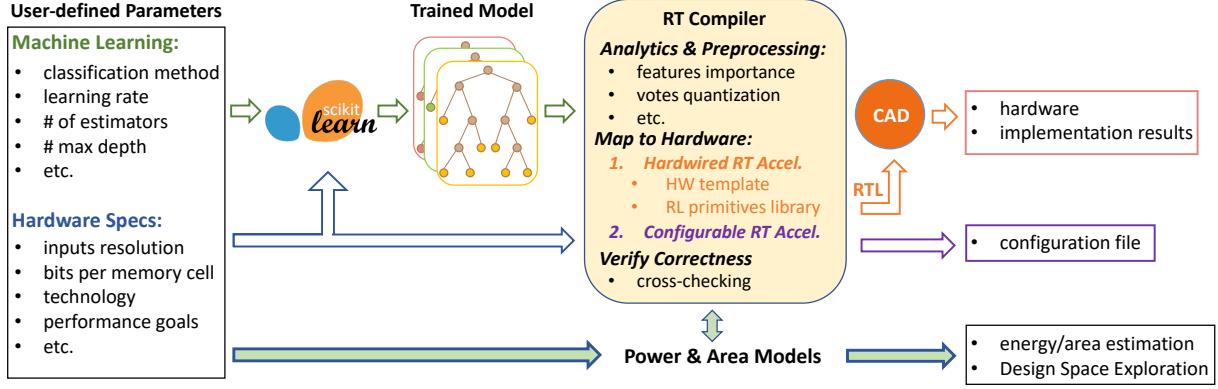 User-defined Parameters
Machine Learning:
• classification method
• learning rate
• # of estimators
• # max depth
• etc.
Hardware Specs:
• inputs resolution
• bits per memory cell
• technology
• performance goals
• etc.
scikit
learn
Trained Model
RT Compiler
Analytics & Preprocessing:
• features importance
• votes quantization
• etc.
Map to Hardware:
1. Hardwired RT Accel.
• HW template
• RL primitives library
2. Configurable RT Accel.
Verify Correctness
• cross-checking
Power & Area Models
CAD
RTL
• hardware
• implementation results
• configuration file
• energy/area estimation
• Design Space Exploration